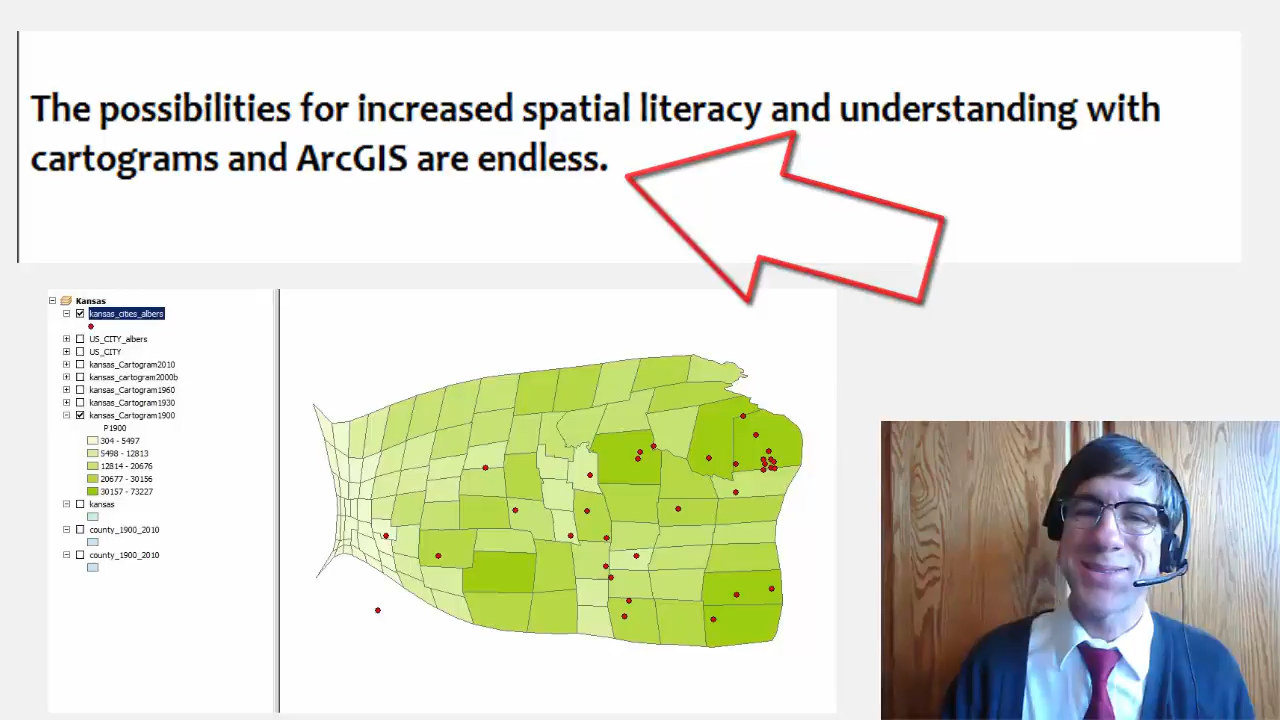 The possibilities for increased spatial literacy and understanding with
cartograms and ArcGIS are endless.
Kansas
kansas_cities_albers
US_CITY_albers
US_CITY
kansas_Cartogram2010
kansas_cartogram2000b
kansas_Cartogram1960
kansas_Cartogram1930
kansas_Cartogram1900
P1900
304 - 5497
5498 - 12813
12814 - 20676
20677 - 30156
30157 - 73227
kansas
county_1900_2010
county_1900_2010